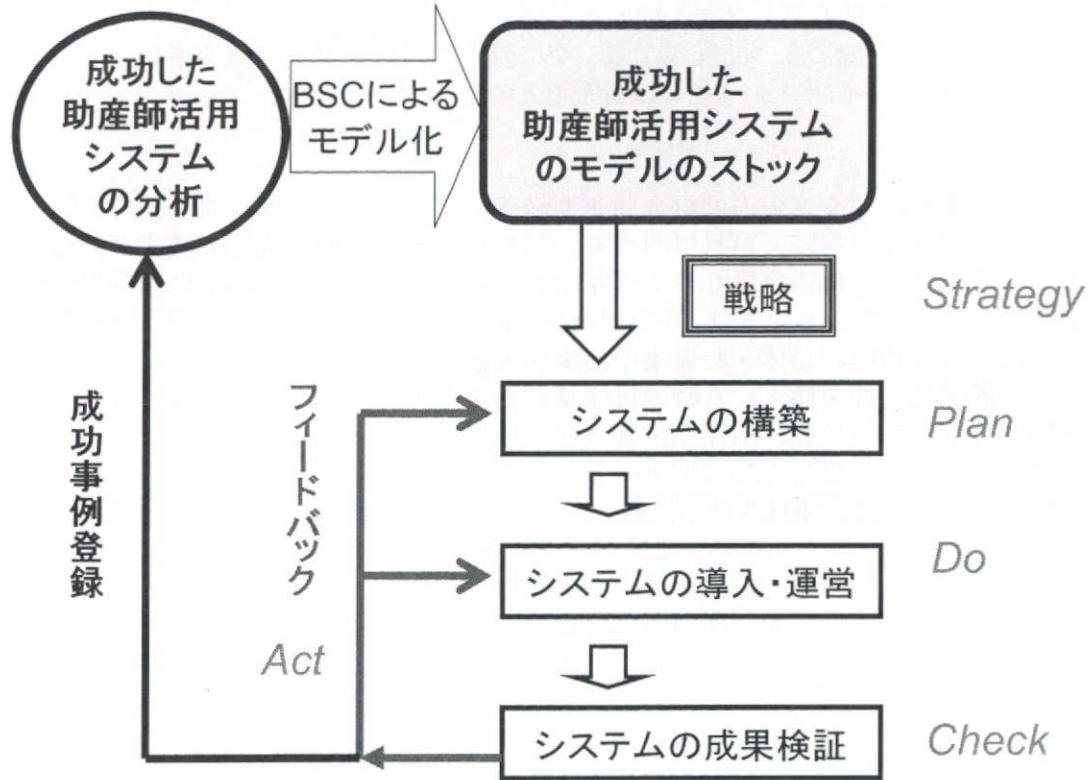 成功した
助産師活用
システム
の分析
BSCによる
モデル化
成功した
助産師活用システム
のモデルのストック
戦略
Strategy
成功事例登録
フィードバック
システムの構築
Plan
システムの導入・運営
Do
Act
システムの成果検証
Check